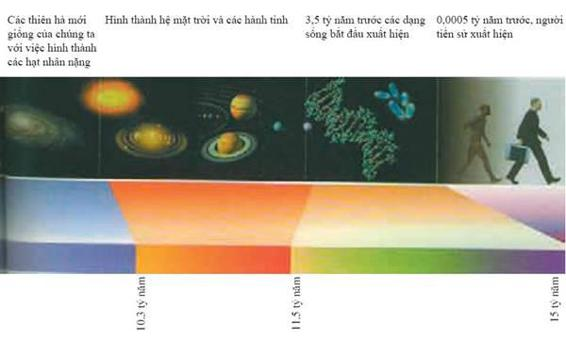 Các thiên hà mới
giống của chúng ta
với việc hình thành
các hạt nhân nặng
Hình thành hệ mặt trời và các hành tinh
3,5 tỷ năm trước các dạng
sống bắt đầu xuất hiện
0,0005 tỷ năm trước, người
tiền sử xuất hiện
10.3 tỷ năm
11.5 tỷ năm
15 tỷ năm